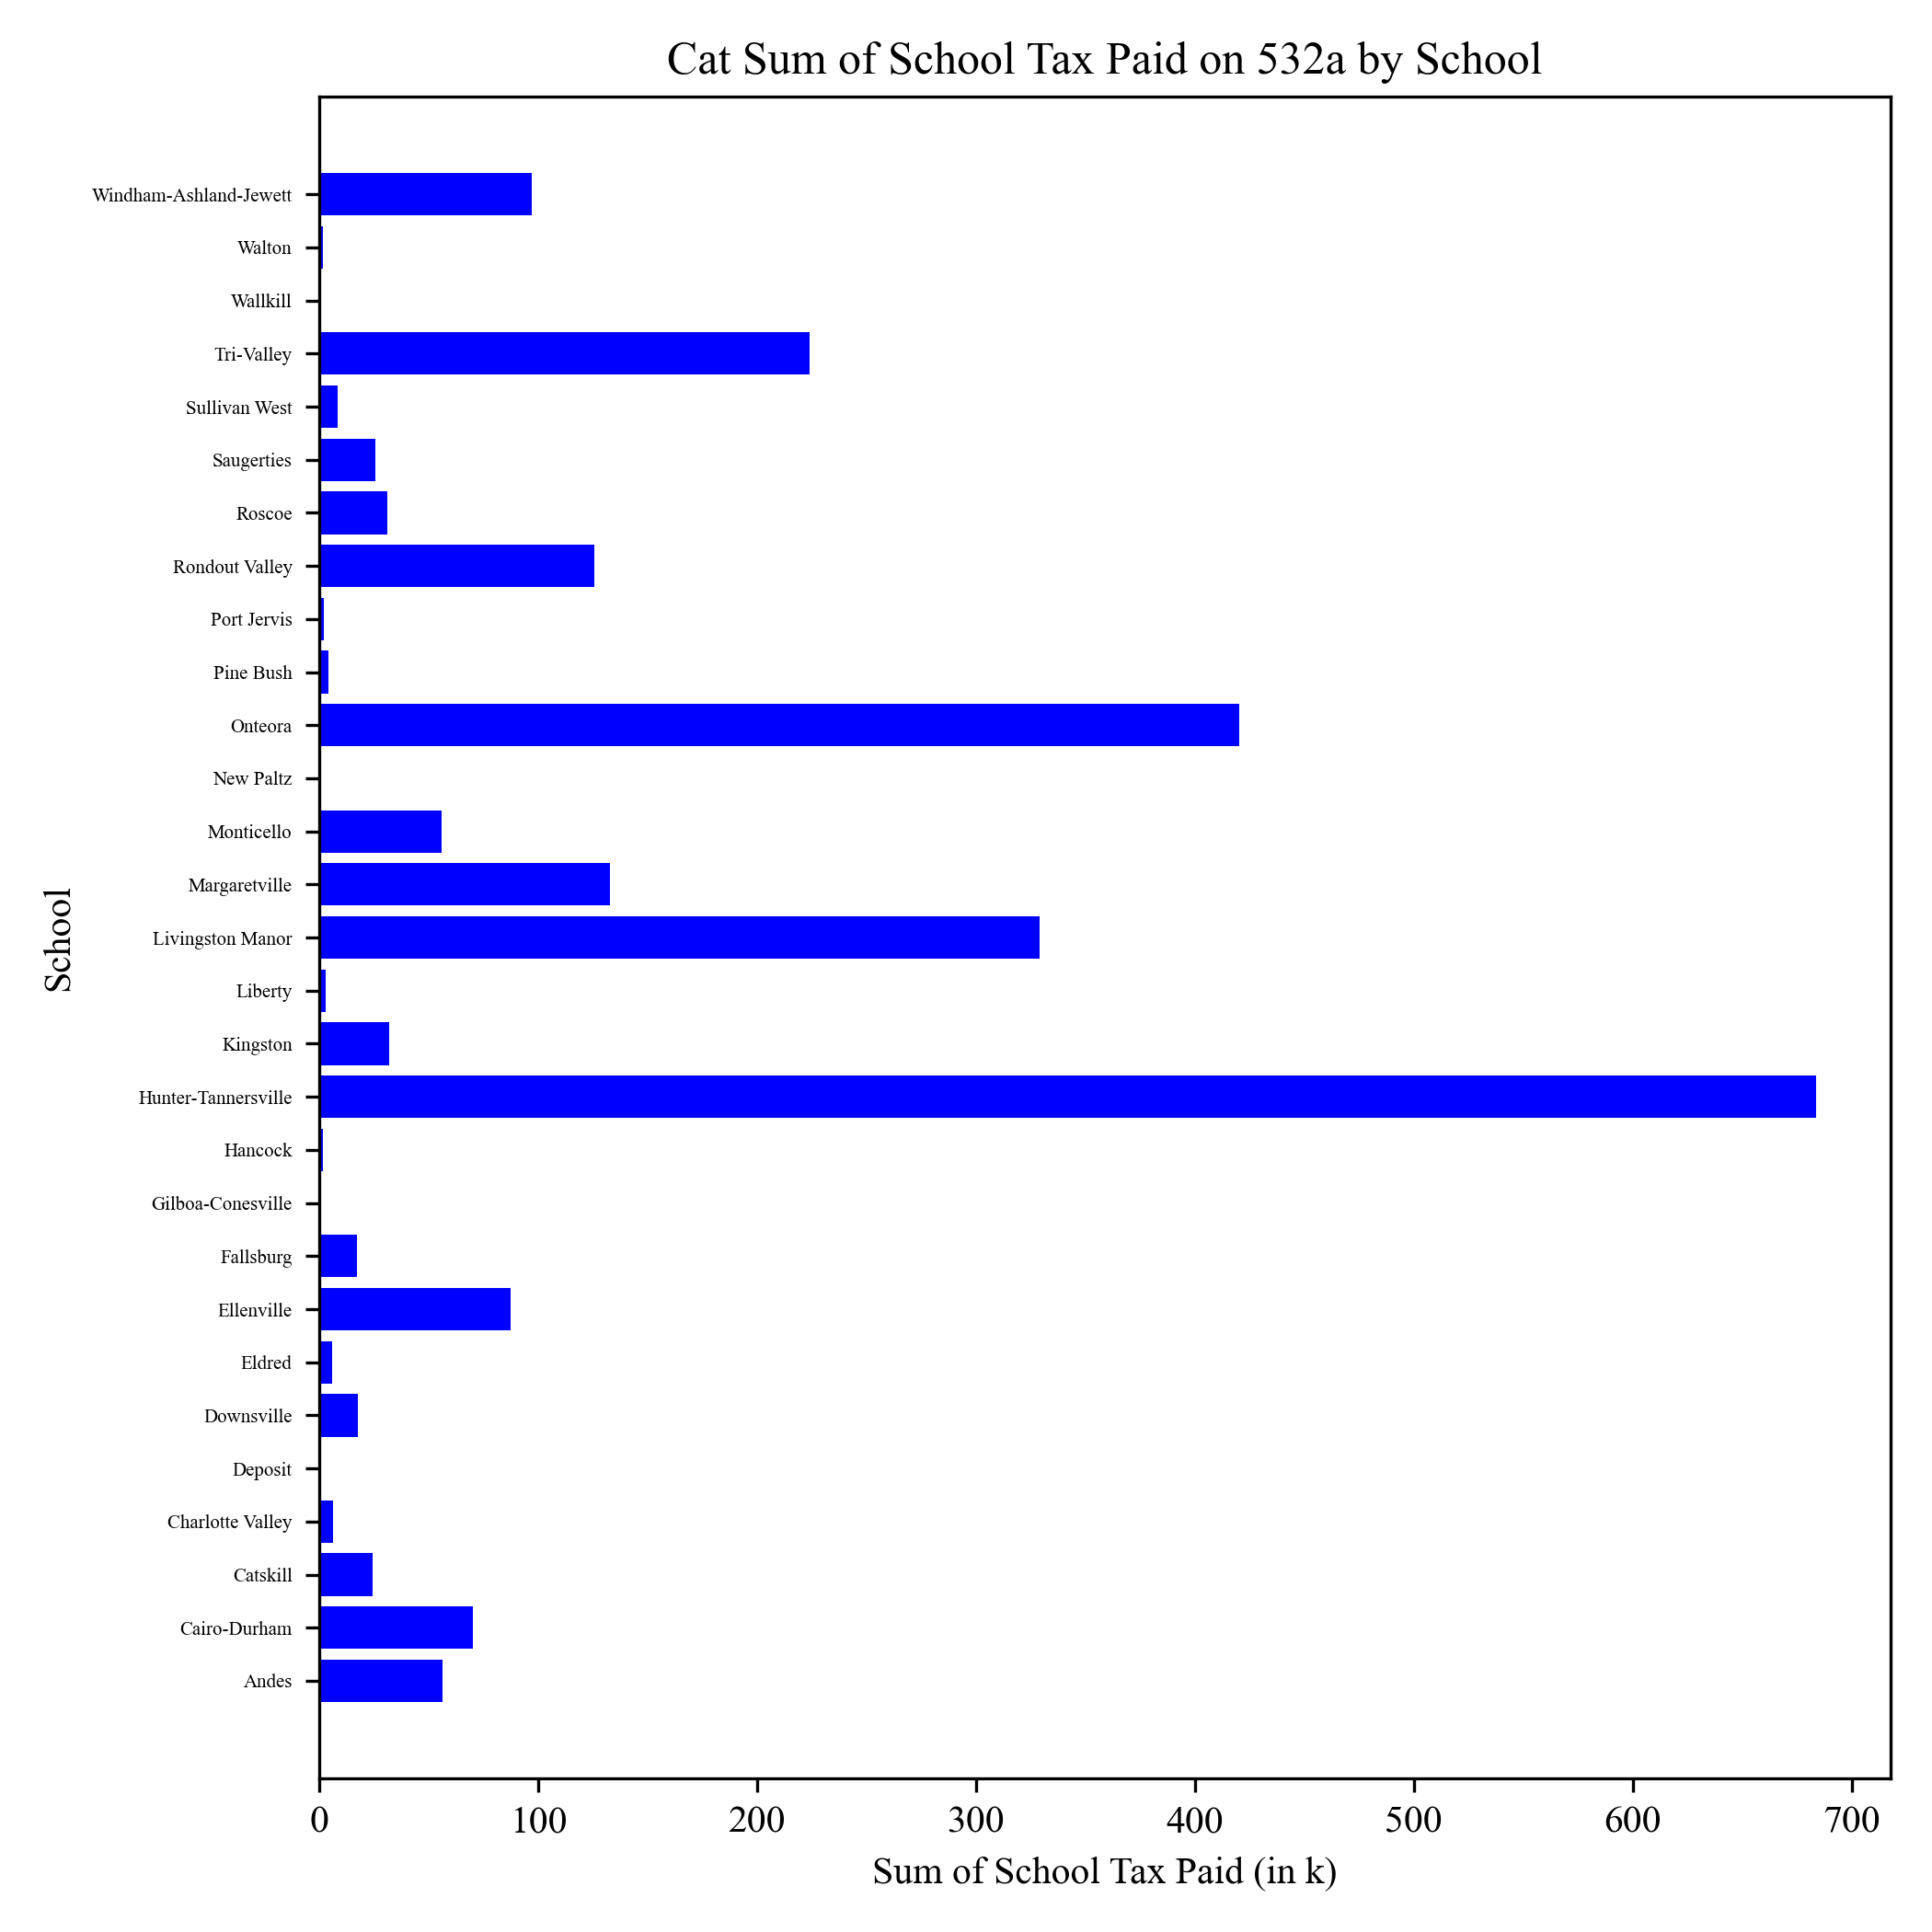 Cat Sum of School Tax Paid on 532a by School
Windham-Ashland-Jewett
Walton
Wallkill
Tri-Valley
Sullivan West
Saugerties
Roscoe
Rondout Valley
Port Jervis
Pine Bush
Onteora
New Paltz
Monticello
Margaretville
Livingston Manor
Liberty
Kingston
Hunter-Tannersville
Hancock
Gilboa-Conesville
Fallsburg
Ellenville
Eldred
Downsville
Deposit
Charlotte Valley
Catskill
Cairo-Durham
Andes
School
0 100 200 300 400 500 600 700
Sum of School Tax Paid (in k)